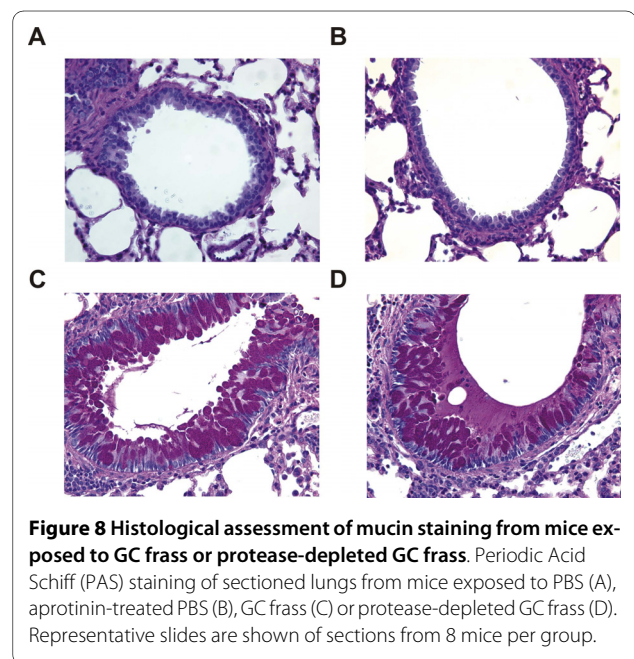 A
B
C
D
Figure 8 Histological assessment of mucin staining from mice ex-
posed to GC frass or protease-depleted GC frass. Periodic Acid
Schiff (PAS) staining of sectioned lungs from mice exposed to PBS (A),
aprotinin-treated PBS (B), GC frass (C) or protease-depleted GC frass (D).
Representative slides are shown of sections from 8 mice per group.